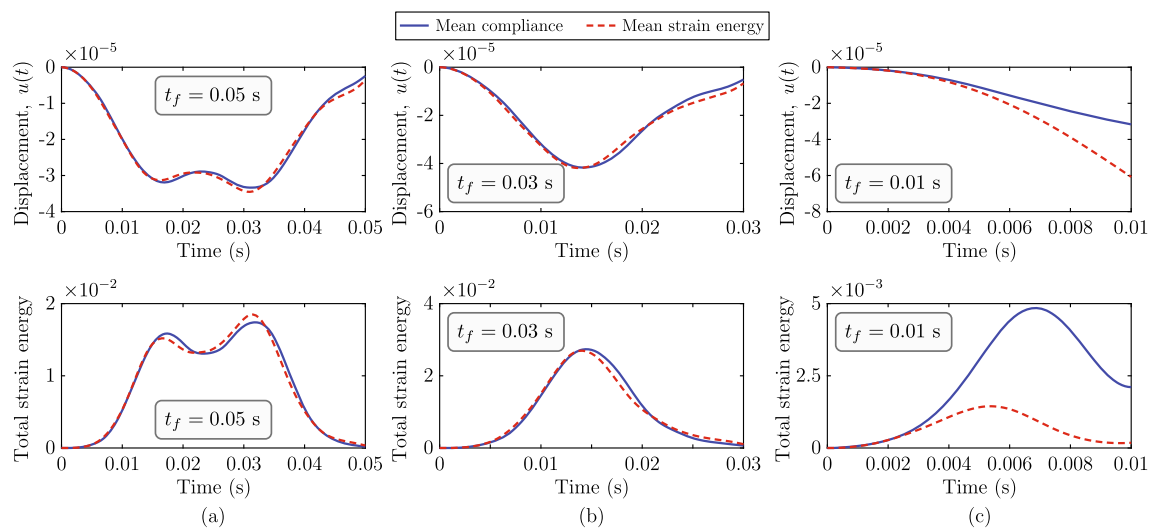 Mean compliance Mean strain energy
×10⁻⁵
0
-1
-2
-3
-4
Displacement, u(t)
t_f = 0.05 s
0 0.01 0.02 0.03 0.04 0.05
Time (s)
×10⁻⁵
0
-2
-4
-6
Displacement, u(t)
t_f = 0.03 s
0 0.01 0.02 0.03
Time (s)
×10⁻⁵
0
-2
-4
-6
-8
Displacement, u(t)
t_f = 0.01 s
0 0.002 0.004 0.006 0.008 0.01
Time (s)
×10⁻²
2
1
0
Total strain energy
t_f = 0.05 s
0 0.01 0.02 0.03 0.04 0.05
Time (s)
(a)
×10⁻²
4
2
0
Total strain energy
t_f = 0.03 s
0 0.01 0.02 0.03
Time (s)
(b)
×10⁻³
5
2.5
0
Total strain energy
t_f = 0.01 s
0 0.002 0.004 0.006 0.008 0.01
Time (s)
(c)